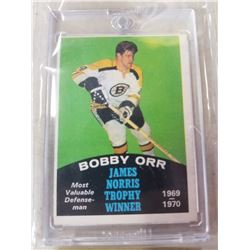 B
BOBBY ORR
JAMES
NORRIS
TROPHY
WINNER
Most
Valuable
Defense-
man
1969
1970